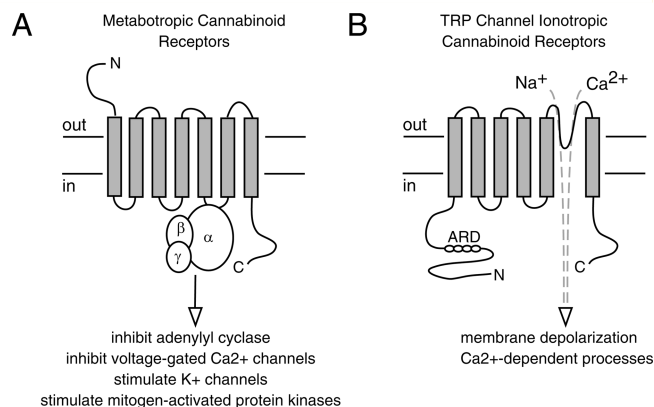 A
Metabotropic Cannabinoid
Receptors
N
out
in
β
γ
α
C
inhibit adenylyl cyclase
inhibit voltage-gated Ca2+ channels
stimulate K+ channels
stimulate mitogen-activated protein kinases
B
TRP Channel Ionotropic
Cannabinoid Receptors
Na⁺ Ca²⁺
out
in
ARD
N
C
membrane depolarization
Ca2+-dependent processes